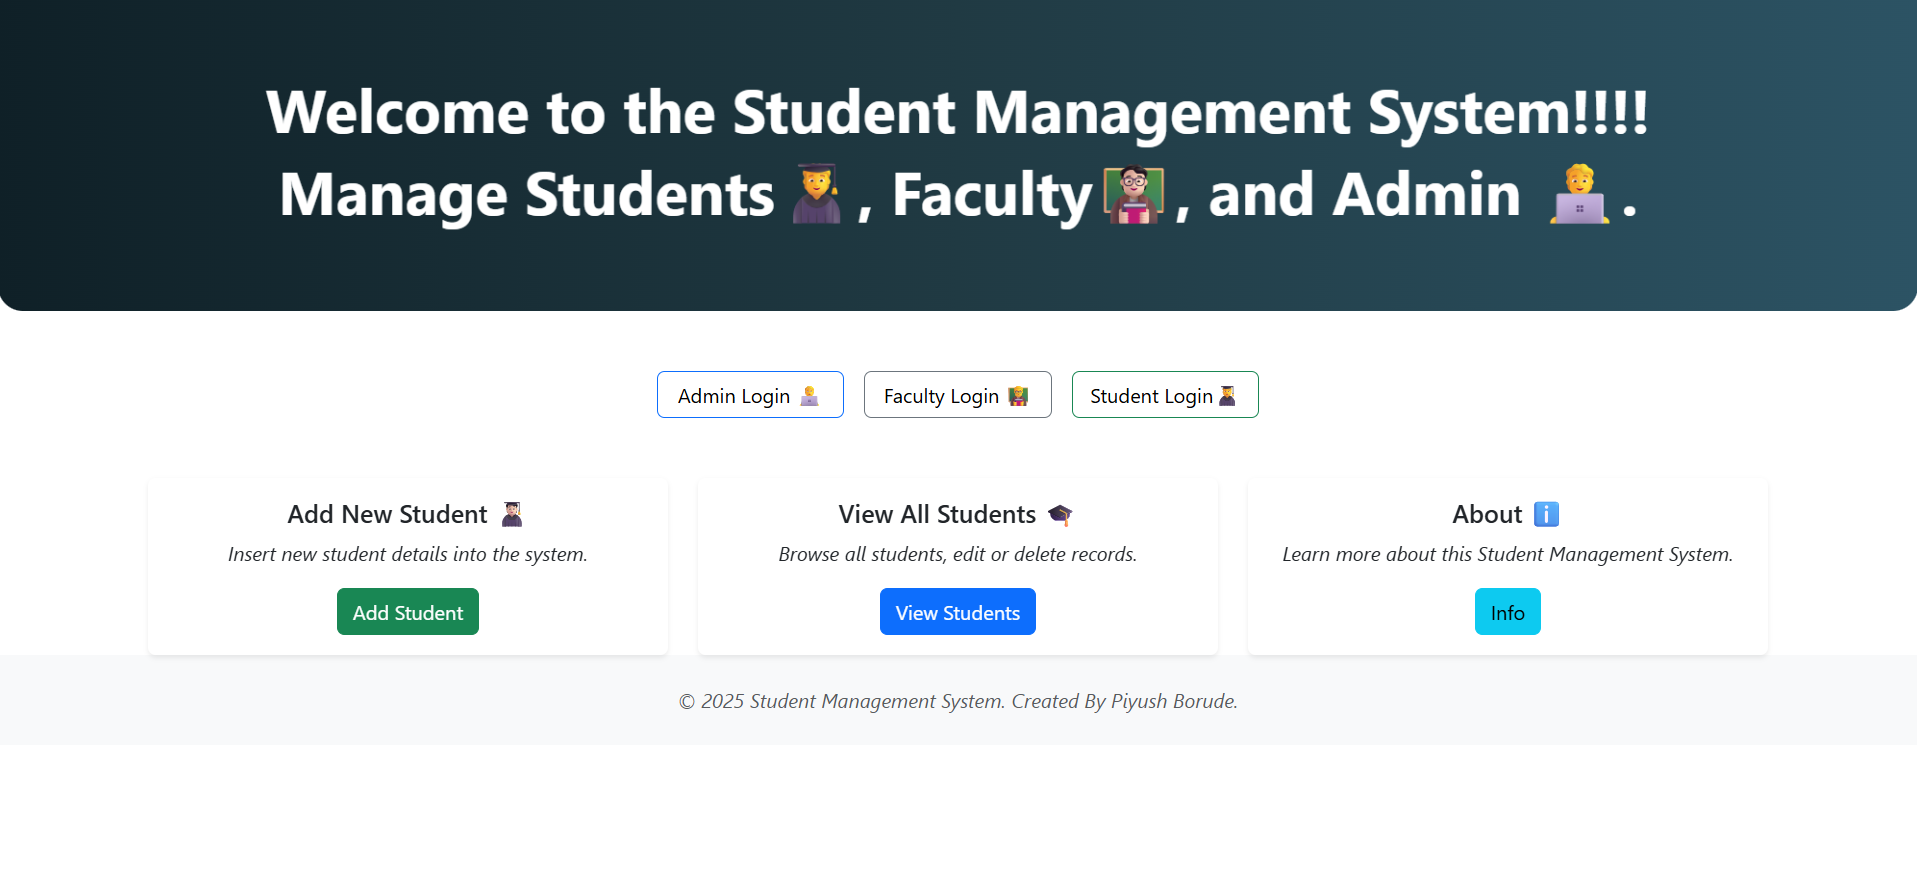 Welcome to the Student Management System!!!!
Manage Students👨‍🎓, Faculty👨🏻‍🏫, and Admin 👨‍💻.
Admin Login 👨‍💻
Faculty Login 👨‍🏫
Student Login👨‍🎓
Add New Student 👨🏻‍🎓
Insert new student details into the system.
Add Student
View All Students 🎓
Browse all students, edit or delete records.
View Students
About ℹ️
Learn more about this Student Management System.
Info
© 2025 Student Management System. Created By Piyush Borude.